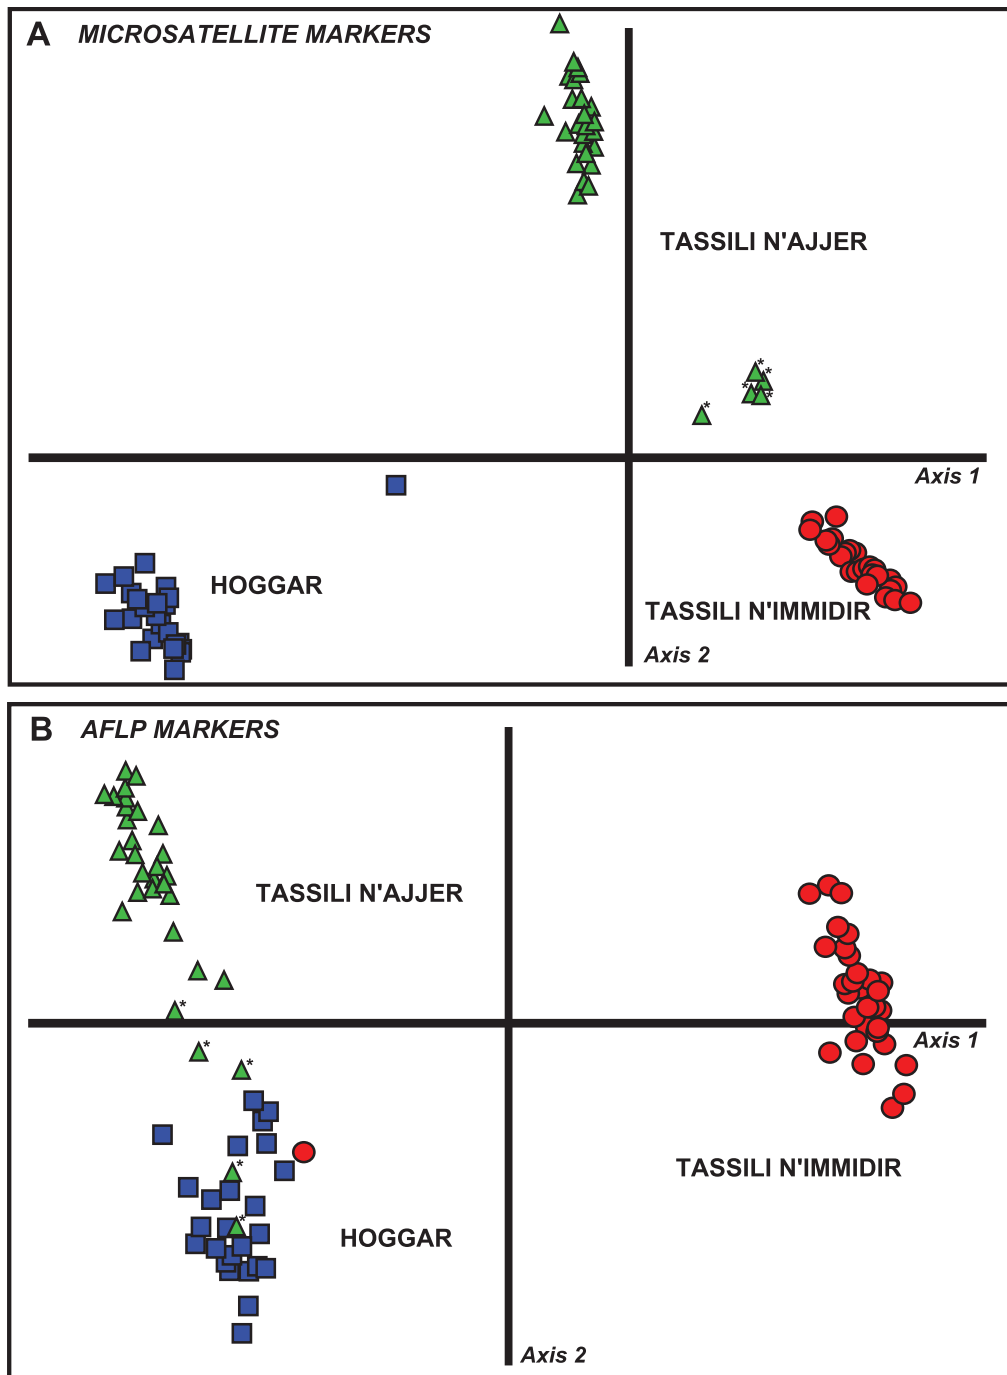 A MICROSATELLITE MARKERS
TASSILI N'AJJER
*
*
*
*
*
Axis 1
HOGGAR
TASSILI N'IMMIDIR
Axis 2
B AFLP MARKERS
TASSILI N'AJJER
*
Axis 1
*
*
*
TASSILI N'IMMIDIR
*
HOGGAR
Axis 2